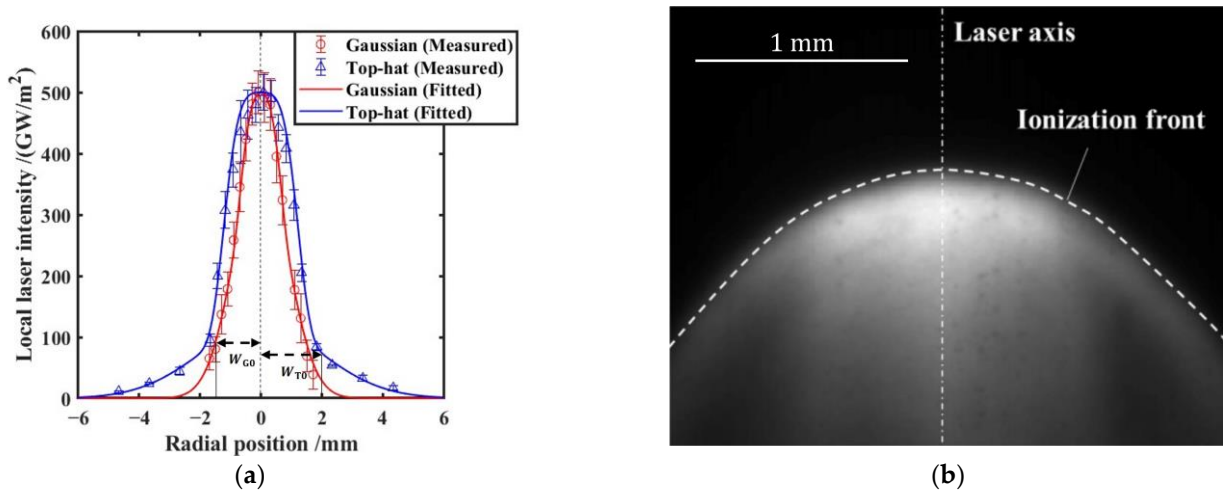 600
500
400
300
200
100
0
Local laser intensity /(GW/m²)
Gaussian (Measured)
Top-hat (Measured)
Gaussian (Fitted)
Top-hat (Fitted)
W_G0
W_T0
−6 −4 −2 0 2 4 6
Radial position /mm
(a)
1 mm
Laser axis
Ionization front
(b)